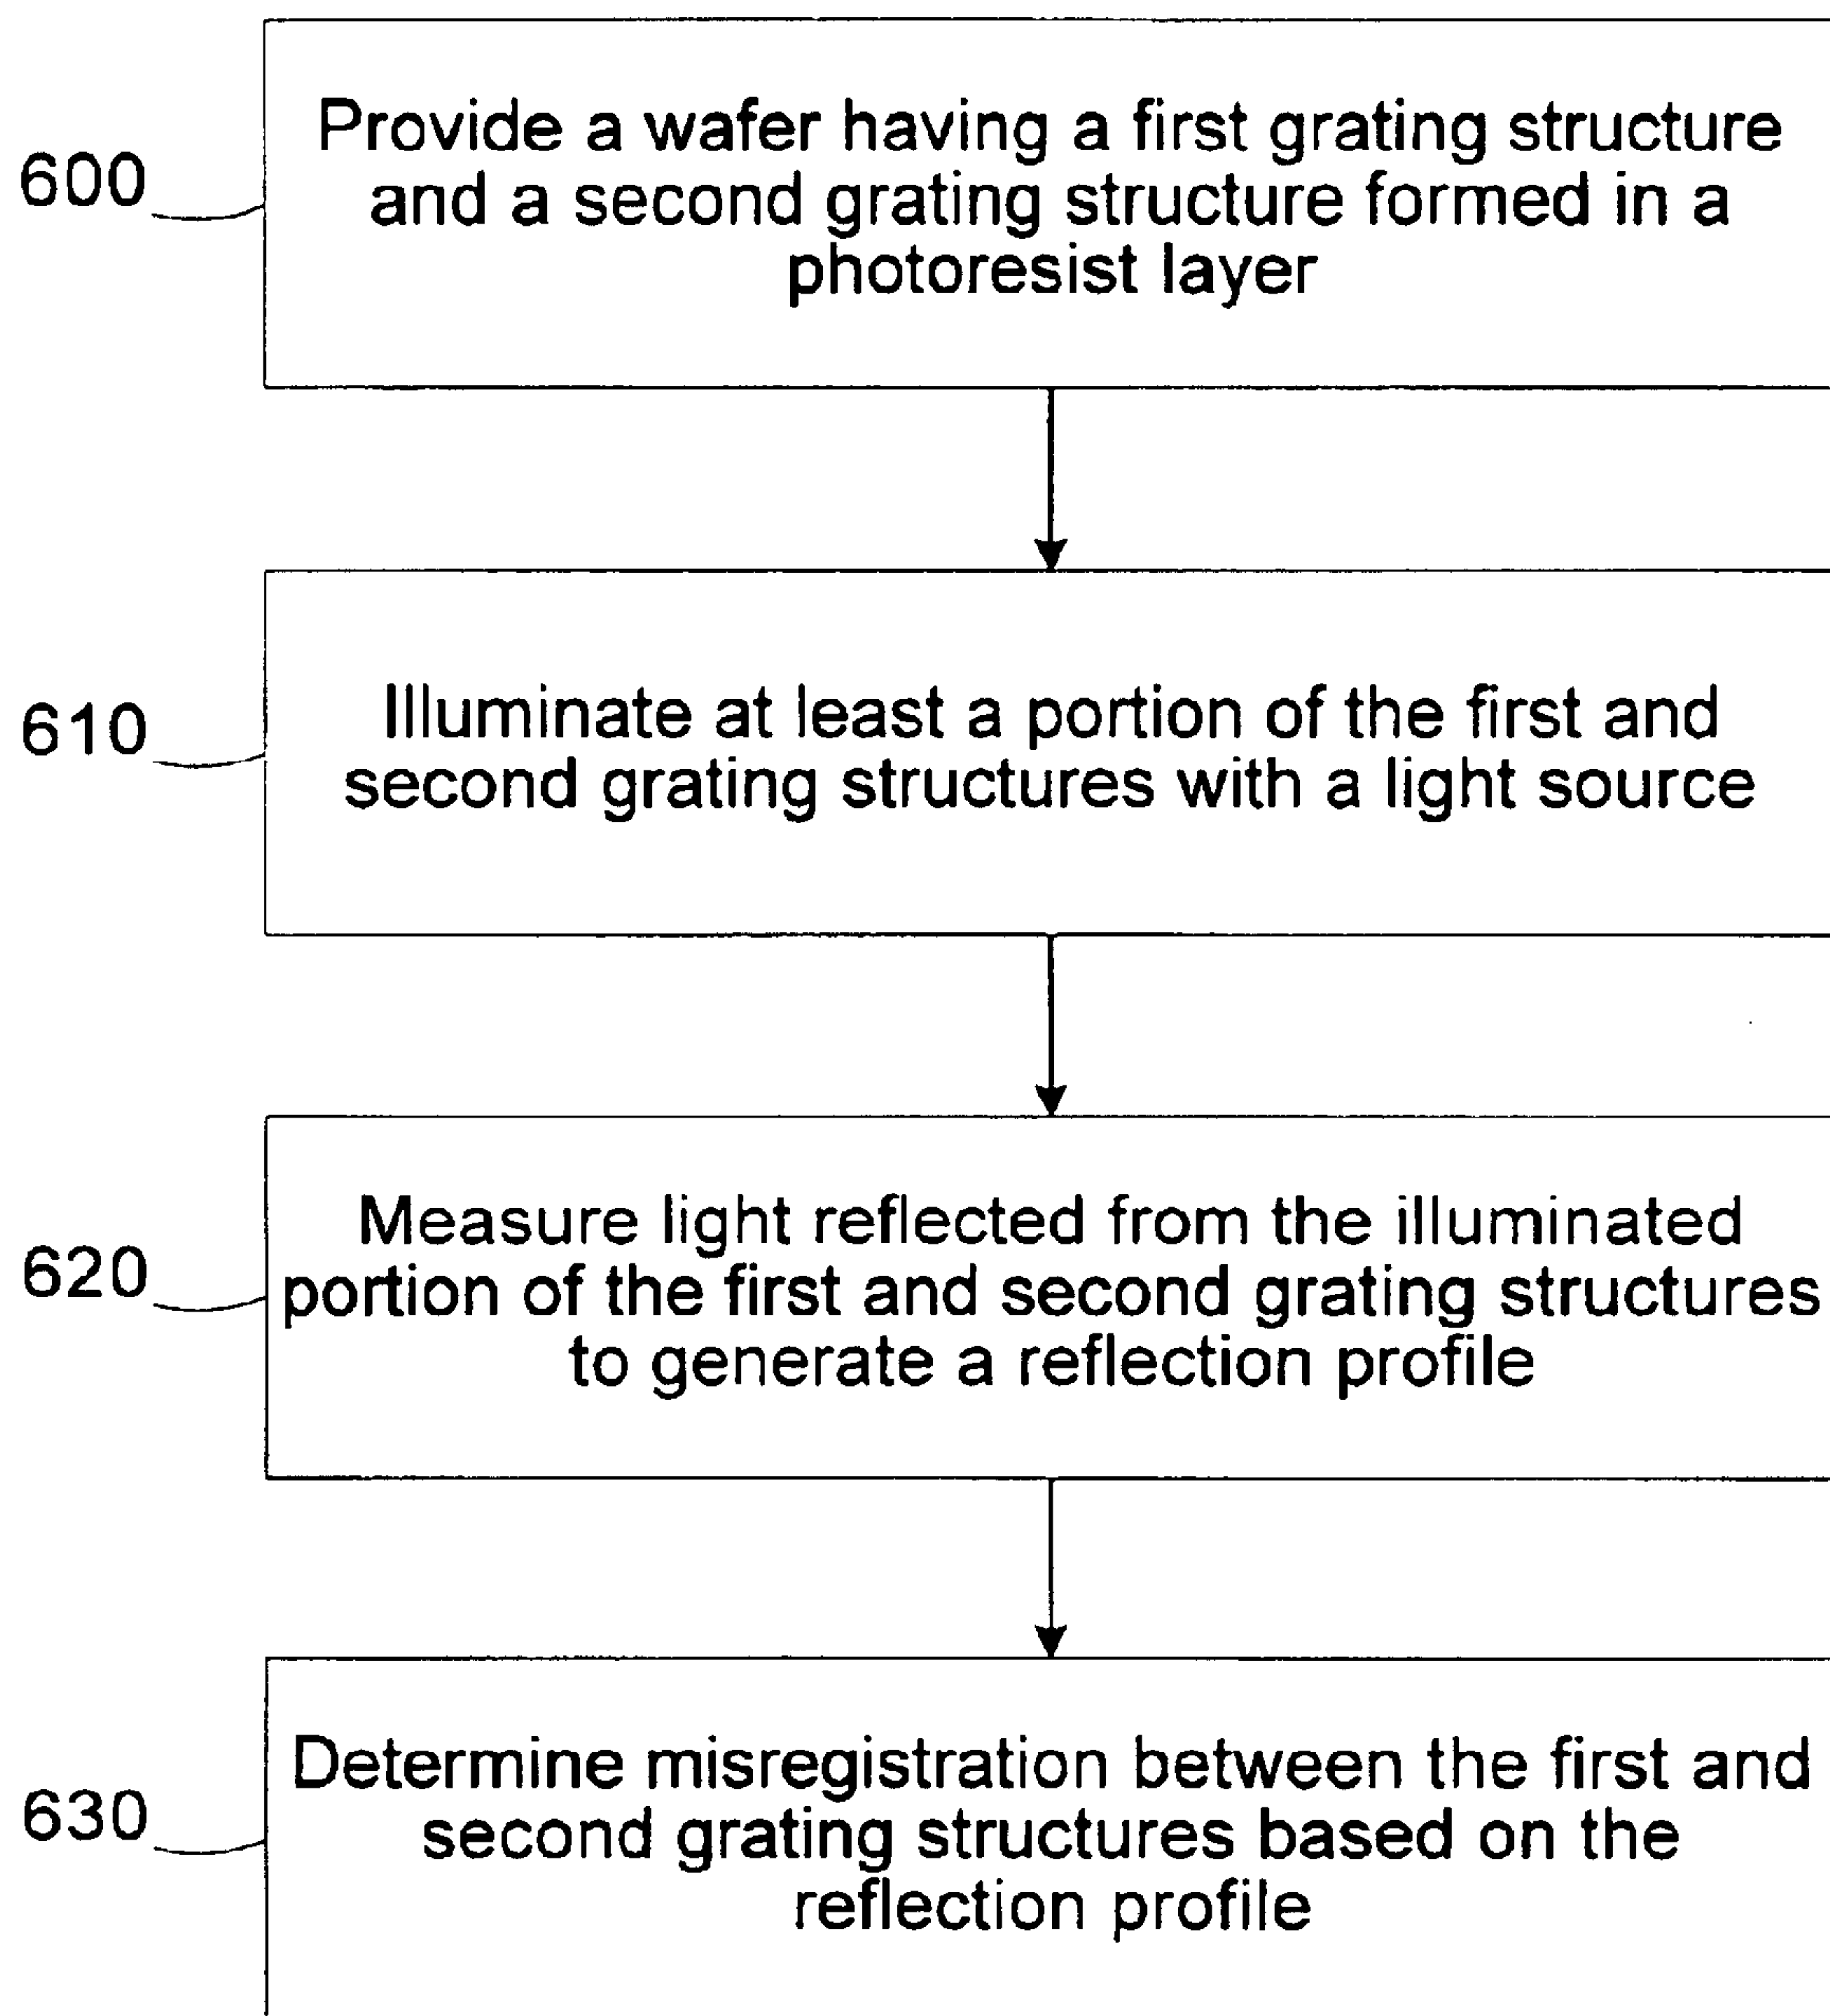 600
Provide a wafer having a first grating structure
and a second grating structure formed in a
photoresist layer
610
Illuminate at least a portion of the first and
second grating structures with a light source
620
Measure light reflected from the illuminated
portion of the first and second grating structures
to generate a reflection profile
630
Determine misregistration between the first and
second grating structures based on the
reflection profile